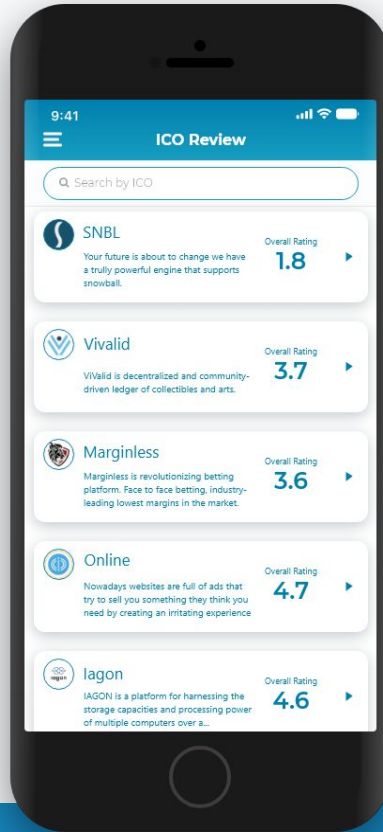 9:41
ICO Review
Search by ICO
SNBL
Your future is about to change we have
a trully powerful engine that supports
snowball.
Overall Rating
1.8
Vivalid
ViValid is decentralized and community-
driven ledger of collectibles and arts.
Overall Rating
3.7
Marginless
Marginless is revolutionizing betting
platform. Face to face betting, industry-
leading lowest margins in the market.
Overall Rating
3.6
Online
Nowadays websites are full of ads that
try to sell you something they think you
need by creating an irritating experience
Overall Rating
4.7
iagon
Iagon
IAGON is a platform for harnessing the
storage capacities and processing power
of multiple computers over a...
Overall Rating
4.6